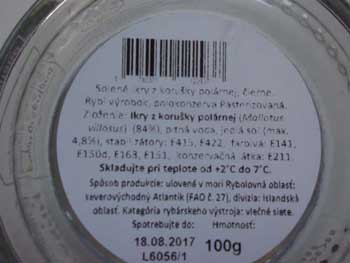 Solené ikry z korušky polárnej, čierne.
Rybí výrobok, polokonzerva Pasterizovaná.
Zloženie: Ikry z korušky polárnej (Mallotus
villosus) (84%), pitná voda, jedlá soľ (max.
4,8%), stabilizátory: E415, E422, farbivá: E141,
E150d, E163, E151, konzervačná átka: E211.
Skladujte pri teplote od +2°C do 7°C.
Spôsob produkcie: ulovené v mori Rybolovná oblasť:
severovýchodný Atlantik (FAO č. 27), divízia: Islandská
oblasť. Kategória rybárskeho výstroja: vlečné siete.
Spotrebujte do: Hmotnosť:
18.08.2017 100g
L6056/1